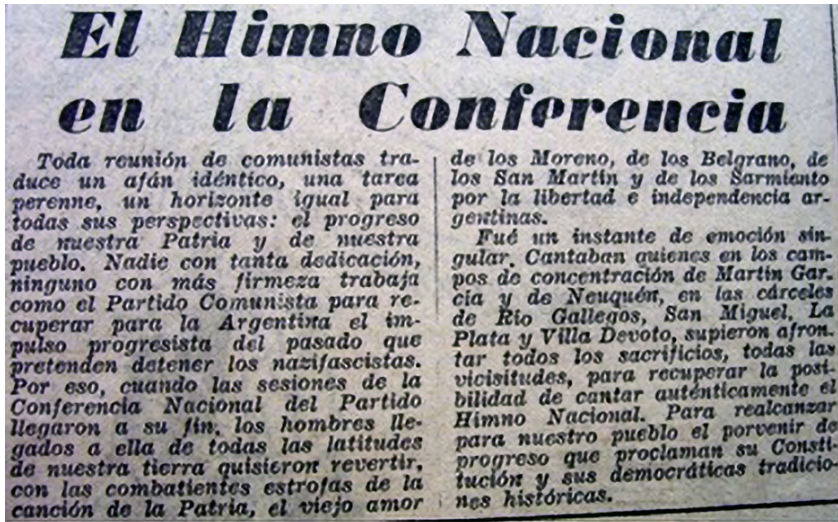 El Himno Nacional
en la Conferencia
Toda reunión de comunistas tra-
duce un afán idéntico, una tarea
perenne, un horizonte igual para
todas sus perspectivas: el progreso
de nuestra Patria y de nuestra
pueblo. Nadie con tanta dedicación,
ninguno con más firmeza trabaja
como el Partido Comunista para re-
cuperar para la Argentina el im-
pulso progresista del pasado que
pretenden detener los nazifascistas.
Por eso, cuando las sesiones de la
Conferencia Nacional del Partido
llegaron a su fin, los hombres lle-
gados a ella de todas las latitudes
de nuestra tierra quisieron revertir,
con las combatientes estrofas de la
canción de la Patria, el viejo amor
de los Moreno, de los Belgrano, de
los San Martín y de los Sarmiento
por la libertad e independencia ar-
gentinas.
Fué un instante de emoción sin-
gular. Cantaban quienes en los cam-
pos de concentración de Martín Gar-
cía y de Neuquén, en las cárceles
de Río Gallegos, San Miguel, La
Plata y Villa Devoto, supieron afron-
tar todos los sacrificios, todas las
vicisitudes, para recuperar la posi-
bilidad de cantar auténticamente el
Himno Nacional. Para realcanzar
para nuestro pueblo el porvenir de
progreso que proclaman su Consti-
tución y sus democráticas tradicio-
nes históricas.